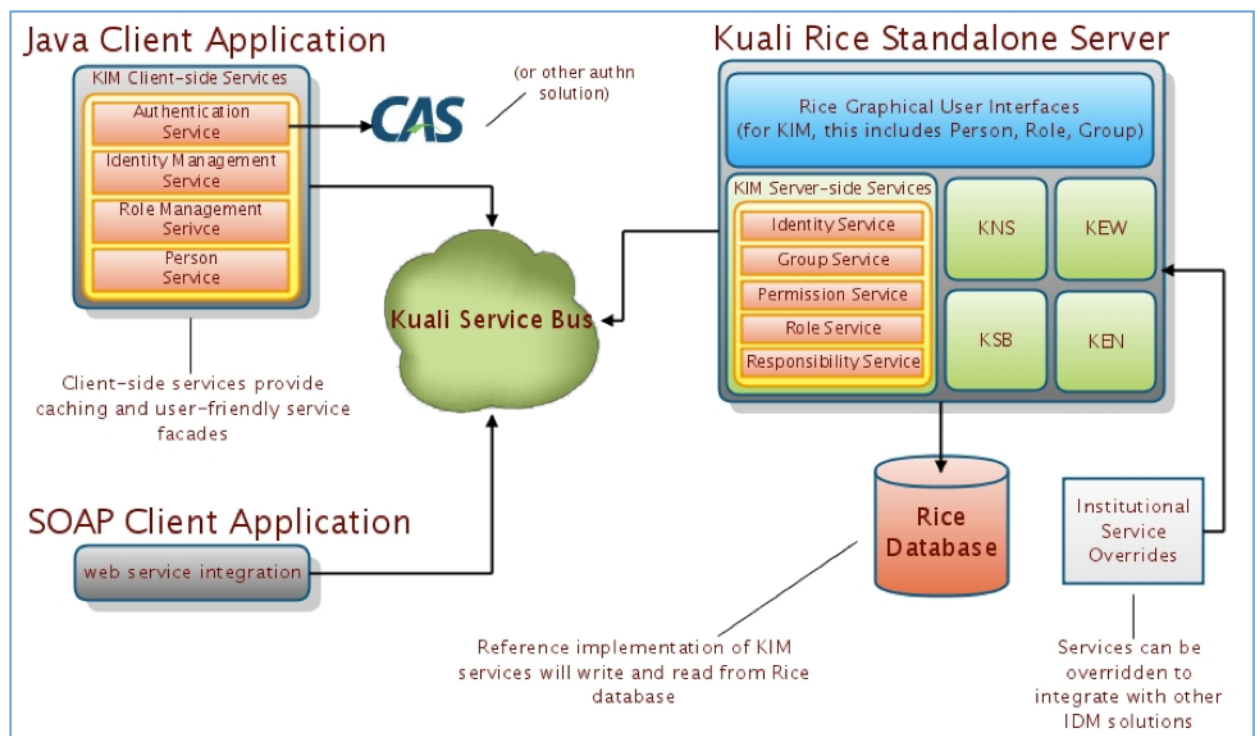 Java Client Application
KIM Client-side Services
Authentication
Service
Identity Management
Service
Role Management
Serivce
Person
Service
CAS
(or other authn
solution)
Client-side services provide
caching and user-friendly service
facades
Kuali Service Bus
SOAP Client Application
web service integration
Kuali Rice Standalone Server
Rice Graphical User Interfaces
(for KIM, this includes Person, Role, Group)
KIM Server-side Services
Identity Service
Group Service
Permission Service
Role Service
Responsibility Service
KNS
KEW
KSB
KEN
Rice
Database
Institutional
Service
Overrides
Reference implementation of KIM
services will write and read from Rice
database
Services can be
overridden to
integrate with other
IDM solutions